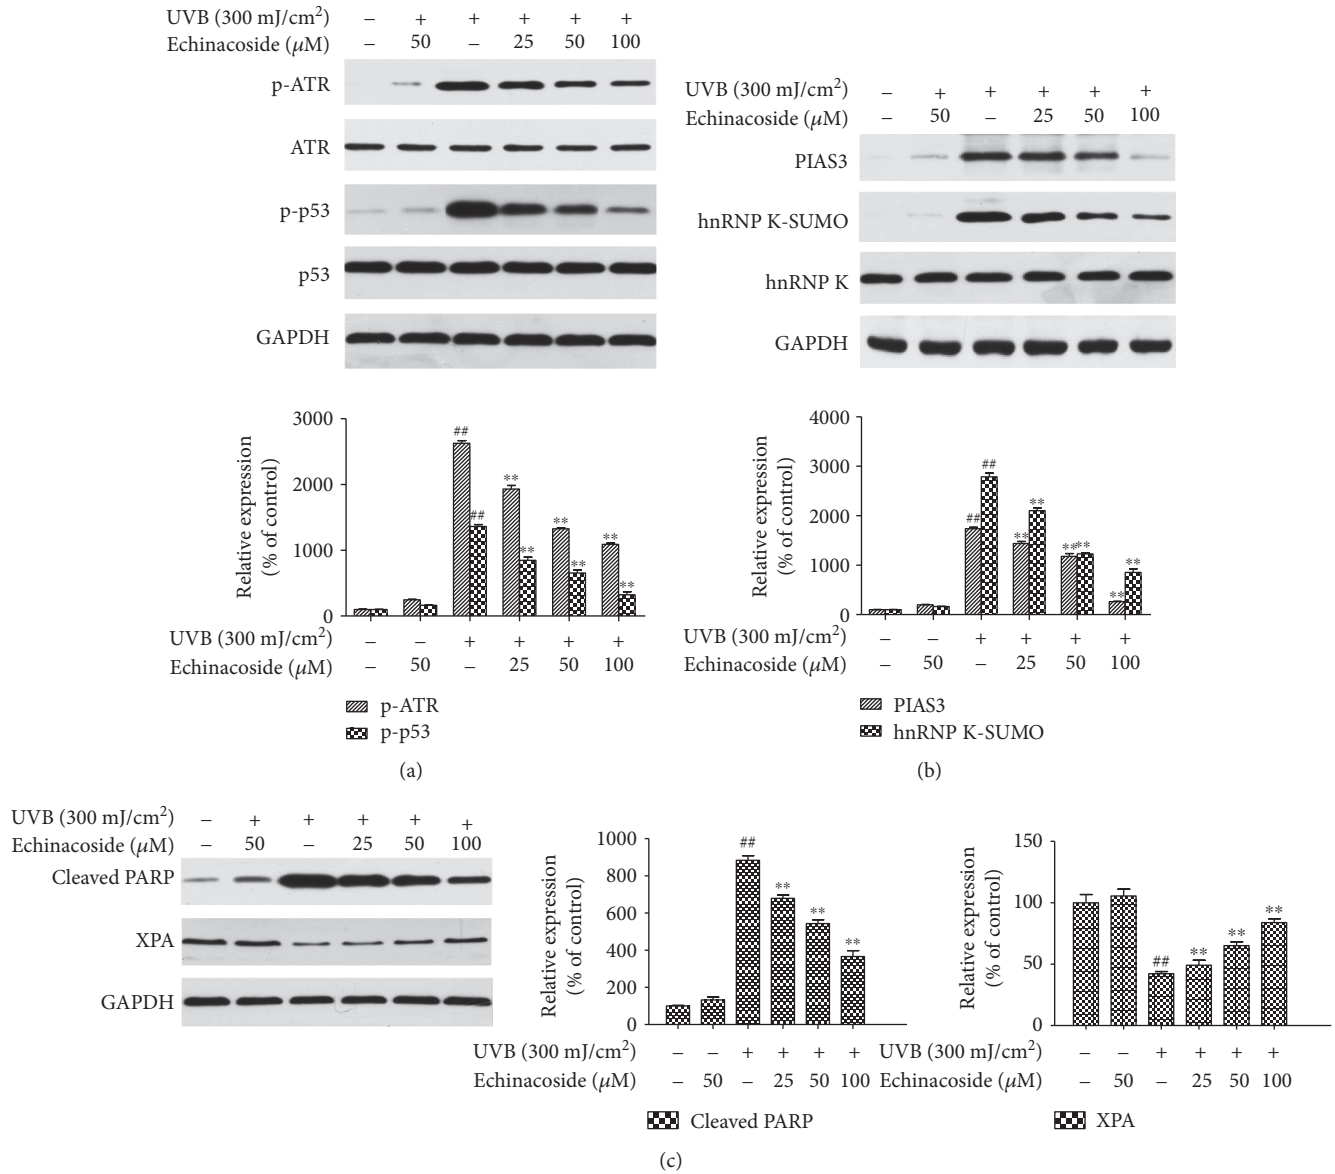 UVB (300 mJ/cm²) – + + + + +
Echinacoside (μM) – 50 – 25 50 100
p-ATR
ATR
p-p53
p53
GAPDH
Relative expression
(% of control)
3000
2000
1000
0
## ## ** ** ** ** ** **
UVB (300 mJ/cm²) – – + + + +
Echinacoside (μM) – 50 – 25 50 100
p-ATR
p-p53
(a)
UVB (300 mJ/cm²) – + + + + +
Echinacoside (μM) – 50 – 25 50 100
PIAS3
hnRNP K-SUMO
hnRNP K
GAPDH
Relative expression
(% of control)
4000
3000
2000
1000
0
## ## ** ** ** ** ** **
UVB (300 mJ/cm²) – – + + + +
Echinacoside (μM) – 50 – 25 50 100
PIAS3
hnRNP K-SUMO
(b)
UVB (300 mJ/cm²) – + + + + +
Echinacoside (μM) – 50 – 25 50 100
Cleaved PARP
XPA
GAPDH
Relative expression
(% of control)
1000
800
600
400
200
0
## ** ** **
UVB (300 mJ/cm²) – – + + + +
Echinacoside (μM) – 50 – 25 50 100
Cleaved PARP
Relative expression
(% of control)
150
100
50
0
## ** ** **
UVB (300 mJ/cm²) – – + + + +
Echinacoside (μM) – 50 – 25 50 100
XPA
(c)